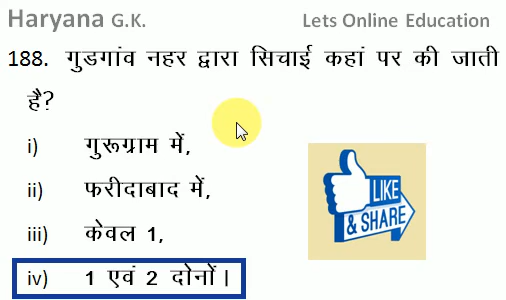 Haryana G.K.
Lets Online Education
188. गुडगांव नहर द्वारा सिचाई कहां पर की जाती
है?
i) गुरूग्राम में,
ii) फरीदाबाद में,
iii) केवल 1,
iv) 1 एवं 2 दोनों।
LIKE
& SHARE